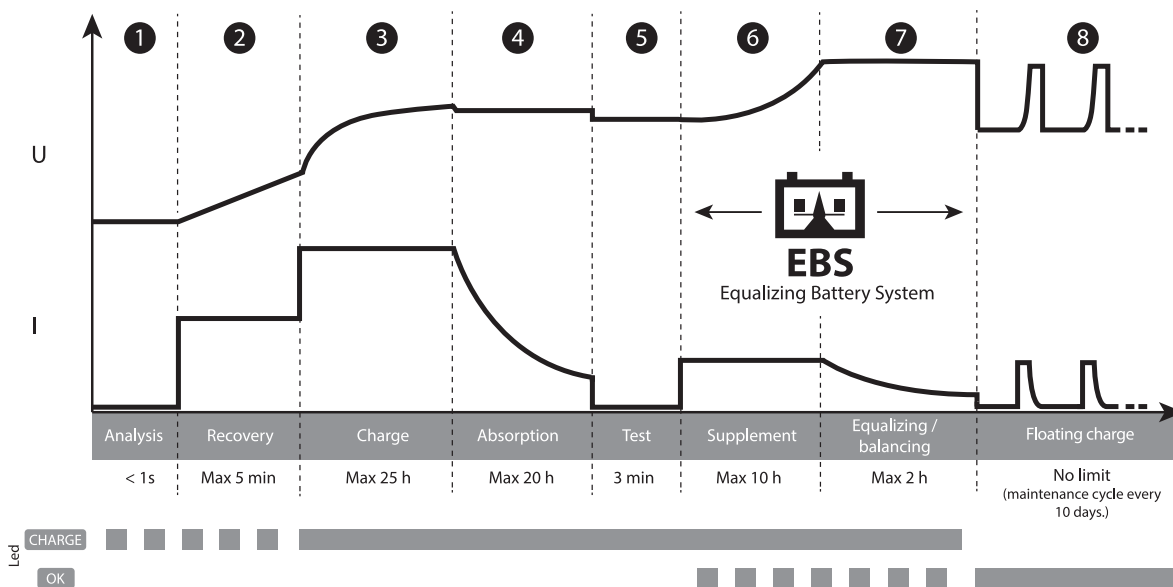 1 2 3 4 5 6 7 8
U
EBS
Equalizing Battery System
I
Analysis Recovery Charge Absorption Test Supplement Equalizing / balancing Floating charge
< 1s Max 5 min Max 25 h Max 20 h 3 min Max 10 h Max 2 h No limit
(maintenance cycle every
10 days.)
Led
CHARGE
OK